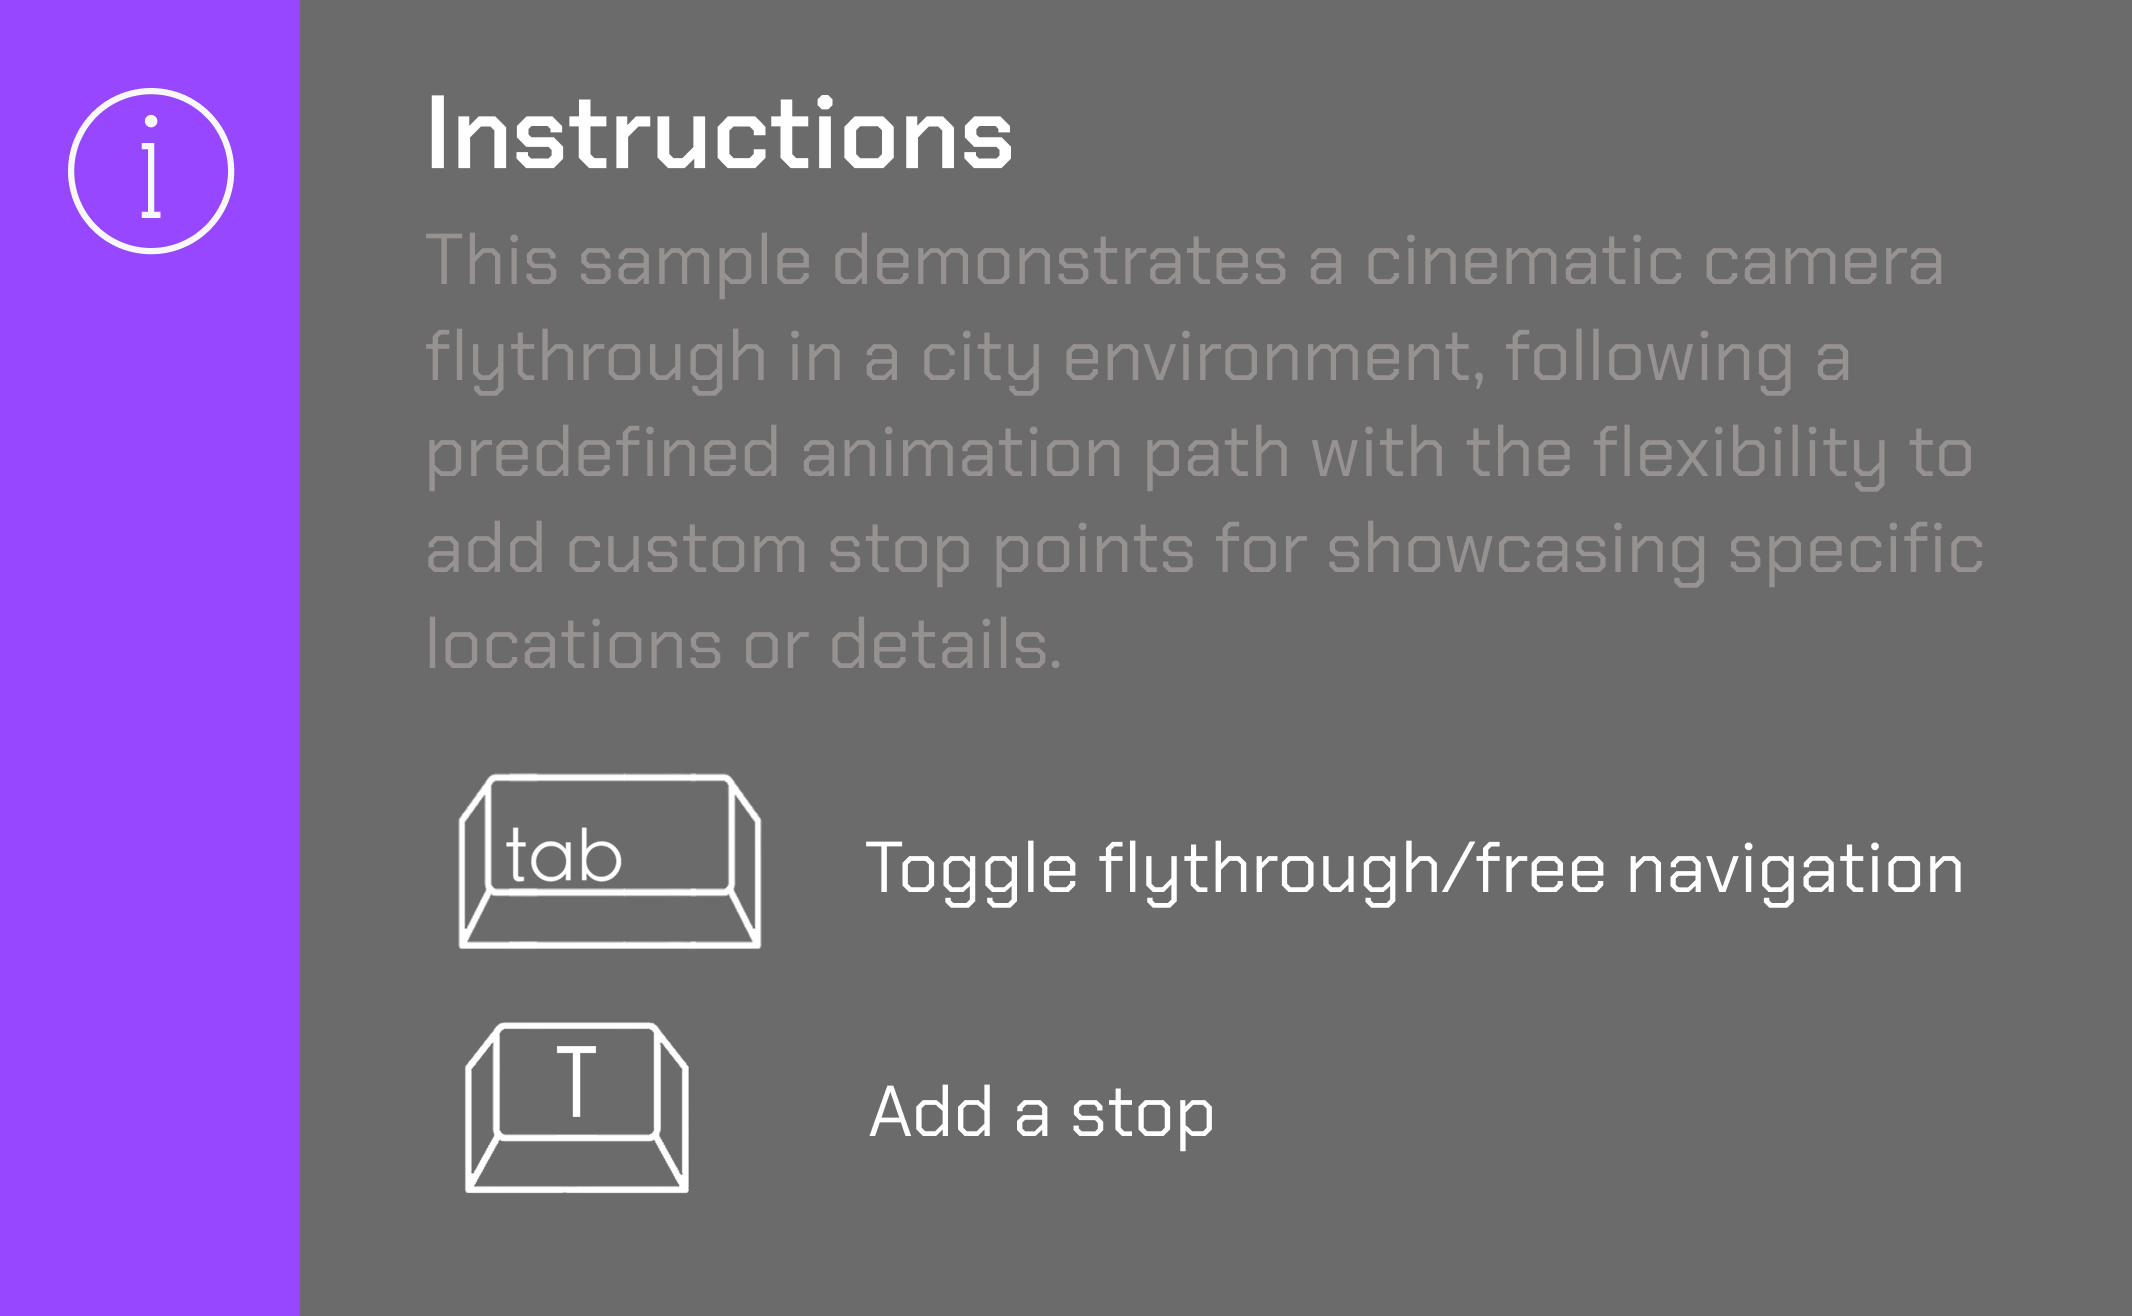 i
Instructions
This sample demonstrates a cinematic camera
flythrough in a city environment, following a
predefined animation path with the flexibility to
add custom stop points for showcasing specific
locations or details.
tab
Toggle flythrough/free navigation
T
Add a stop